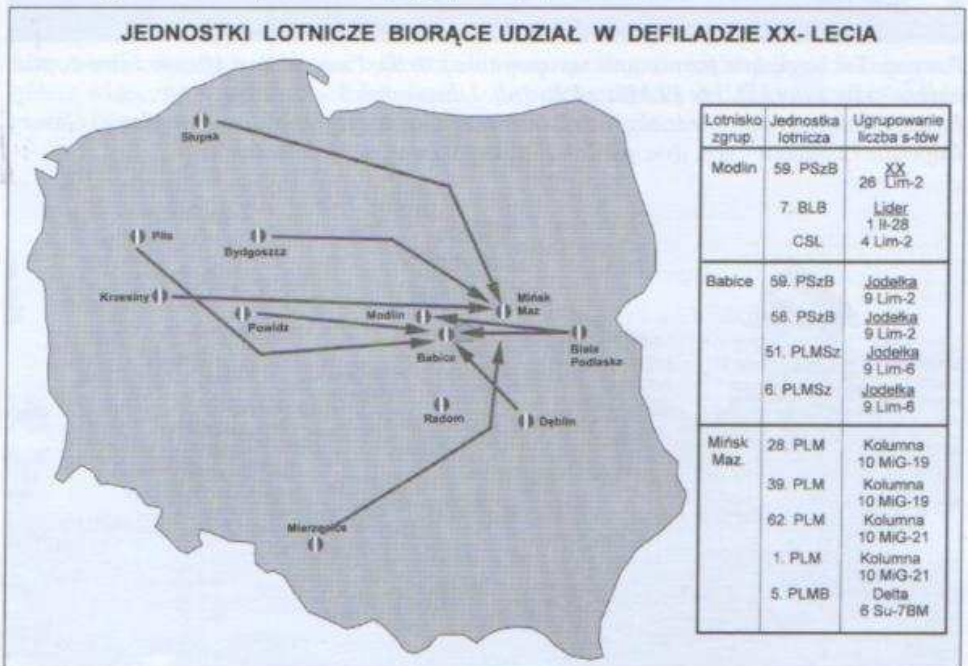 JEDNOSTKI LOTNICZE BIORĄCE UDZIAŁ W DEFILADZIE XX- LECIA
Słupsk
Piła
Bydgoszcz
Krzesiny
Powidz
Modlin
Mińsk
Maz.
Babice
Biała
Podlaska
Radom
Dęblin
Mierzęcice
Lotnisko zgrup. Jednostka lotnicza Ugrupowanie liczba s-tów
Modlin 59. PSzB XX
26 Lim-2
7. BLB Lider
1 Ił-28
CSL 4 Lim-2
Babice 59. PSzB Jodełka
9 Lim-2
58. PSzB Jodełka
9 Lim-2
51. PLMSz Jodełka
9 Lim-6
6. PLMSz Jodełka
9 Lim-6
Mińsk Maz. 28. PLM Kolumna
10 MiG-19
39. PLM Kolumna
10 MiG-19
62. PLM Kolumna
10 MiG-21
1. PLM Kolumna
10 MiG-21
5. PLMB Delta
6 Su-7BM